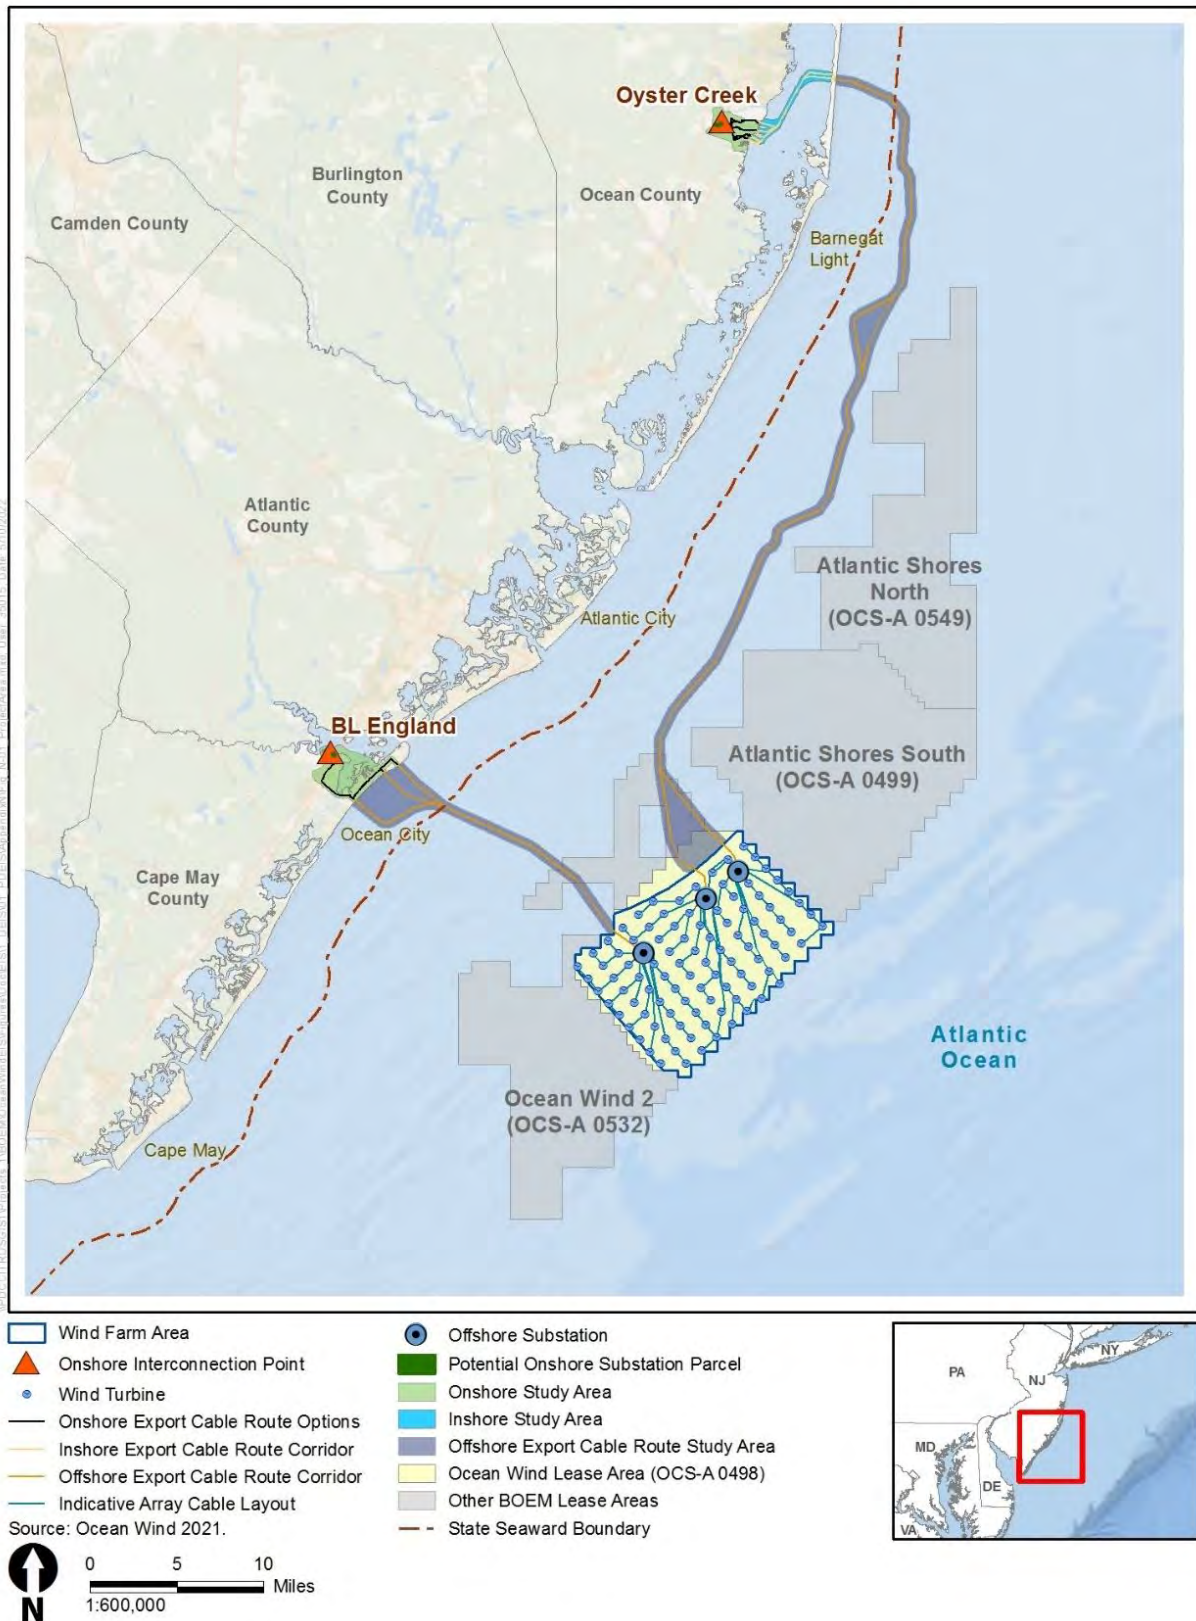 Oyster Creek
Burlington
County
Ocean County
Camden County
Barnegat
Light
Atlantic
County
Atlantic Shores
North
(OCS-A 0549)
Atlantic City
BL England
Atlantic Shores South
(OCS-A 0499)
Ocean City
Cape May
County
Atlantic
Ocean
Ocean Wind 2
(OCS-A 0532)
Cape May
Wind Farm Area
Onshore Interconnection Point
Wind Turbine
Onshore Export Cable Route Options
Inshore Export Cable Route Corridor
Offshore Export Cable Route Corridor
Indicative Array Cable Layout
Offshore Substation
Potential Onshore Substation Parcel
Onshore Study Area
Inshore Study Area
Offshore Export Cable Route Study Area
Ocean Wind Lease Area (OCS-A 0498)
Other BOEM Lease Areas
State Seaward Boundary
Source: Ocean Wind 2021.
N
0 5 10
Miles
1:600,000
NY
PA
NJ
MD
DE
VA